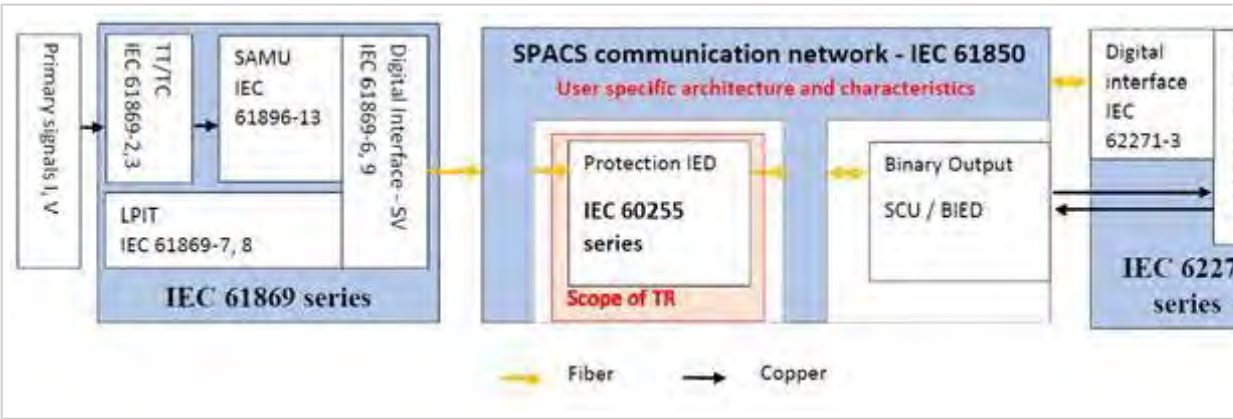 Primary signals I, V
TT/TC
IEC 61869-2,3
SAMU
IEC
61896-13
Digital Interface - SV
IEC 61869-6, 9
LPIT
IEC 61869-7, 8
IEC 61869 series
SPACS communication network - IEC 61850
User specific architecture and characteristics
Protection IED
IEC 60255
series
Scope of TR
Binary Output
SCU / BIED
Digital
interface
IEC
62271-3
IEC 6227
series
Fiber
Copper